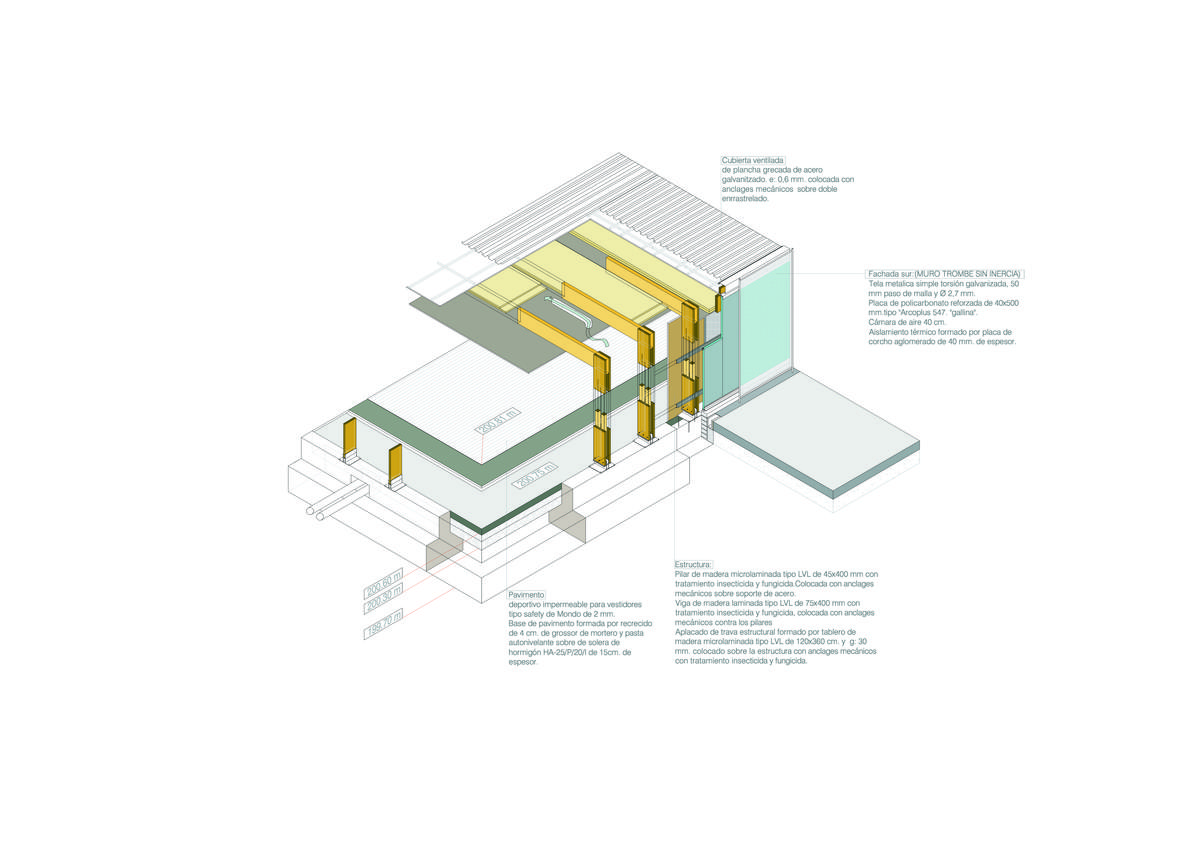 Cubierta ventilada
de plancha grecada de acero
galvanitzado. e: 0,6 mm. colocada con
anclages mecánicos sobre doble
enrrastrelado.
Fachada sur:(MURO TROMBE SIN INERCIA)
Tela metalica simple torsión galvanizada, 50
mm paso de malla y Ø 2,7 mm.
Placa de policarbonato reforzada de 40x500
mm.tipo "Arcoplus 547. "gallina".
Cámara de aire 40 cm.
Aislamiento térmico formado por placa de
corcho aglomerado de 40 mm. de espesor.
200.81 m
200.75 m
200.60 m
200.30 m
199.70 m
Pavimento
deportivo impermeable para vestidores
tipo safety de Mondo de 2 mm.
Base de pavimento formada por recrecido
de 4 cm. de grossor de mortero y pasta
autonivelante sobre de solera de
hormigón HA-25/P/20/I de 15cm. de
espesor.
Estructura:
Pilar de madera microlaminada tipo LVL de 45x400 mm con
tratamiento insecticida y fungicida.Colocada con anclages
mecánicos sobre soporte de acero.
Viga de madera laminada tipo LVL de 75x400 mm con
tratamiento insecticida y fungicida, colocada con anclages
mecánicos contra los pilares
Aplacado de trava estructural formado por tablero de
madera microlaminada tipo LVL de 120x360 cm. y g: 30
mm. colocado sobre la estructura con anclages mecánicos
con tratamiento insecticida y fungicida.